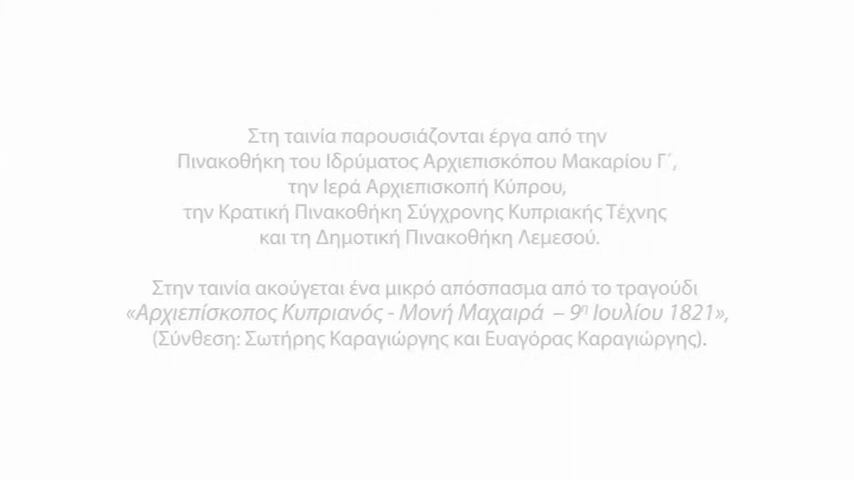 Στη ταινία παρουσιάζονται έργα από την
Πινακοθήκη του Ιδρύματος Αρχιεπισκόπου Μακαρίου Γ΄,
την Ιερά Αρχιεπισκοπή Κύπρου,
την Κρατική Πινακοθήκη Σύγχρονης Κυπριακής Τέχνης
και τη Δημοτική Πινακοθήκη Λεμεσού.
Στην ταινία ακούγεται ένα μικρό απόσπασμα από το τραγούδι
«Αρχιεπίσκοπος Κυπριανός - Μονή Μαχαιρά – 9η Ιουλίου 1821»,
(Σύνθεση: Σωτήρης Καραγιώργης και Ευαγόρας Καραγιώργης).